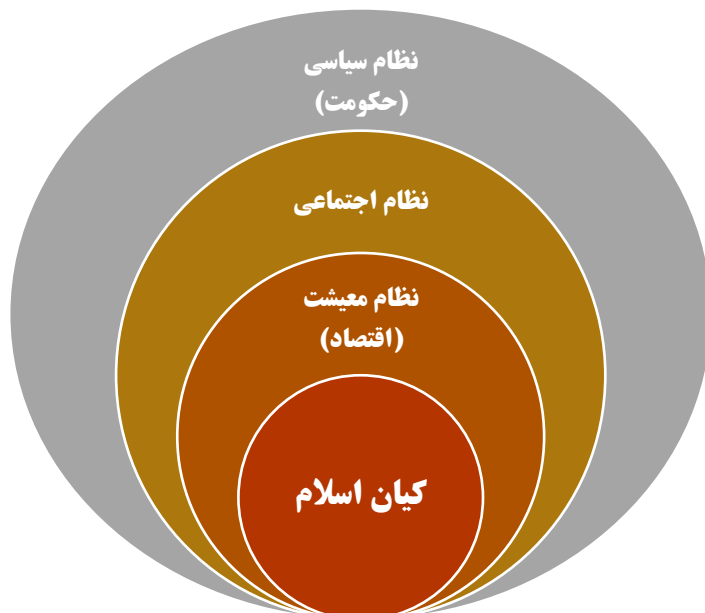 نظام سیاسی
(حکومت)
نظام اجتماعی
نظام معیشت
(اقتصاد)
کیان اسلام